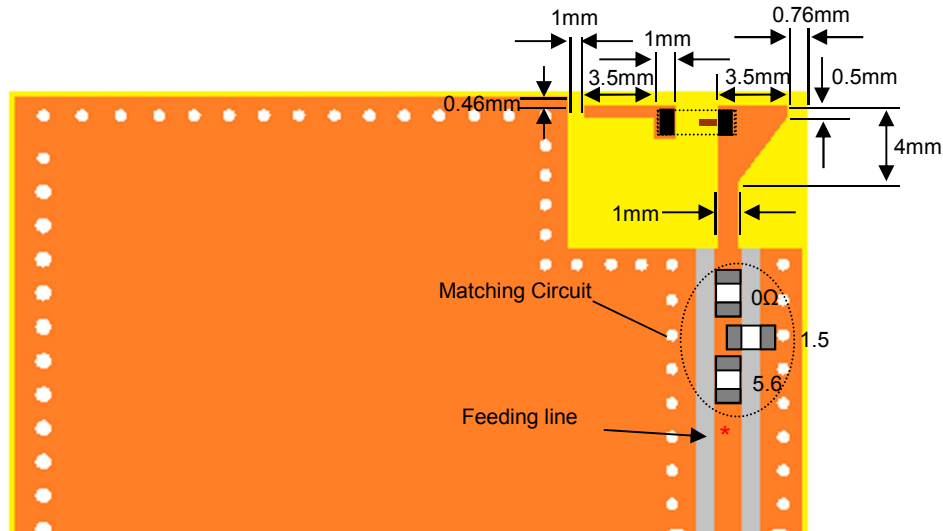 1mm
0.76mm
1mm
3.5mm
3.5mm
0.5mm
0.46mm
4mm
1mm
Matching Circuit
0Ω
1.5
5.6
Feeding line
*